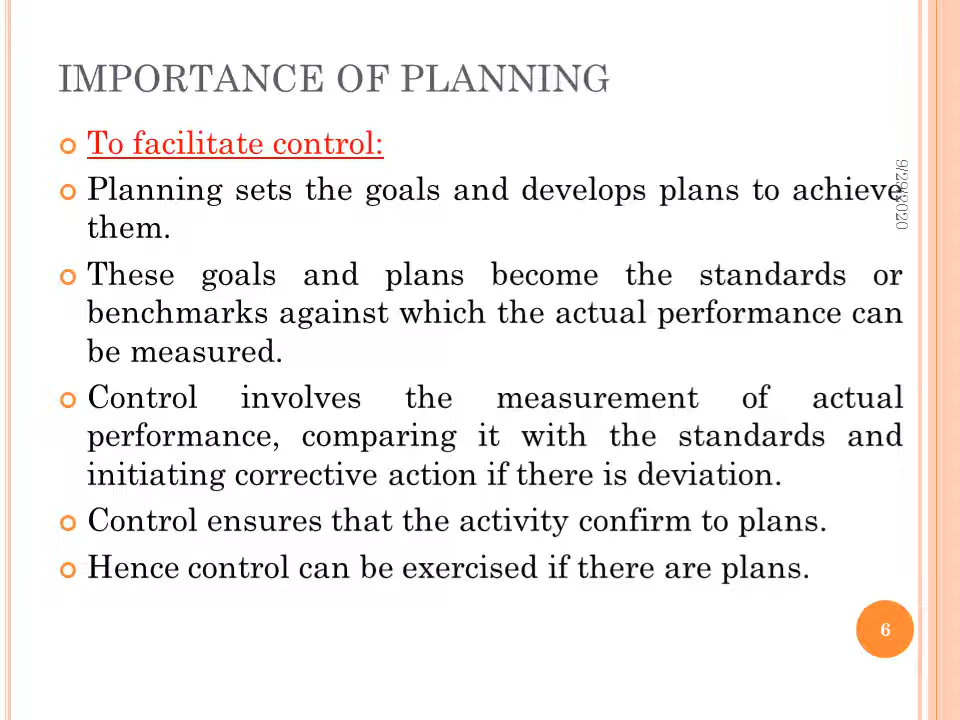 IMPORTANCE OF PLANNING
To facilitate control:
Planning sets the goals and develops plans to achieve
them.
These goals and plans become the standards or
benchmarks against which the actual performance can
be measured.
Control involves the measurement of actual
performance, comparing it with the standards and
initiating corrective action if there is deviation.
Control ensures that the activity confirm to plans.
Hence control can be exercised if there are plans.
9/29/2020
6